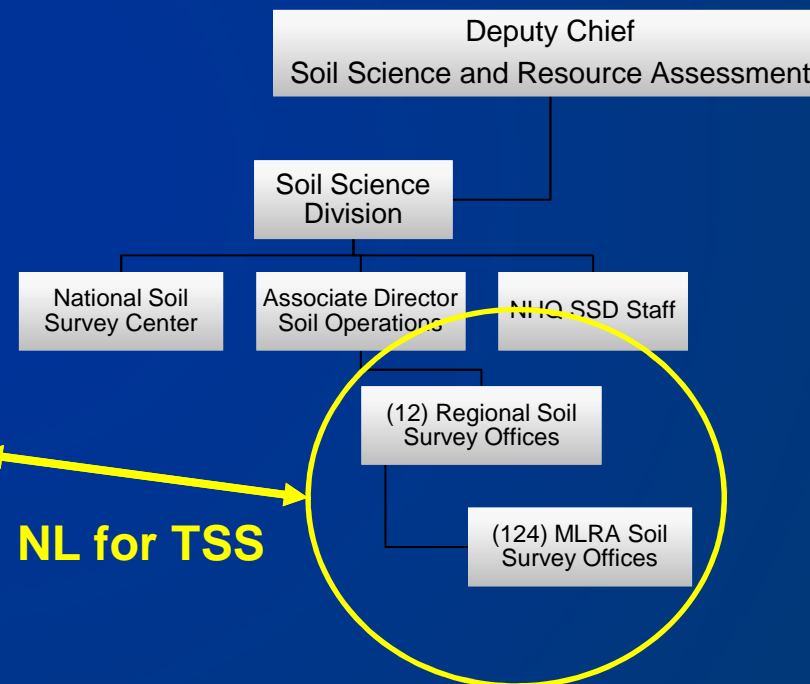 Deputy Chief
Soil Science and Resource Assessment
Soil Science
Division
National Soil
Survey Center
Associate Director
Soil Operations
NHQ SSD Staff
(12) Regional Soil
Survey Offices
NL for TSS
(124) MLRA Soil
Survey Offices